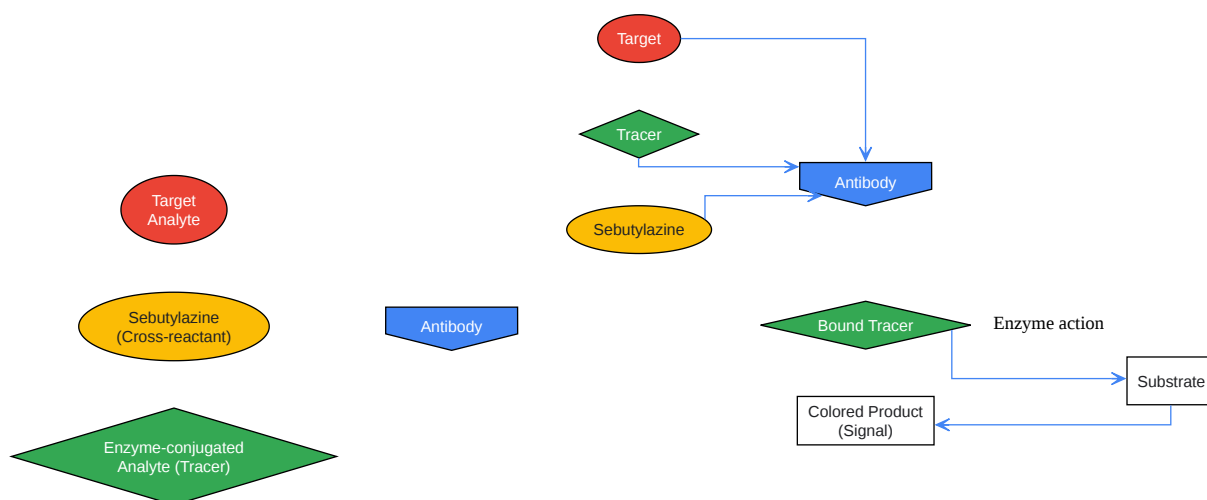 Target
Tracer
Antibody
Sebutylazine
Target
Analyte
Sebutylazine
(Cross-reactant)
Antibody
Enzyme-conjugated
Analyte (Tracer)
Bound Tracer
Enzyme action
Substrate
Colored Product
(Signal)